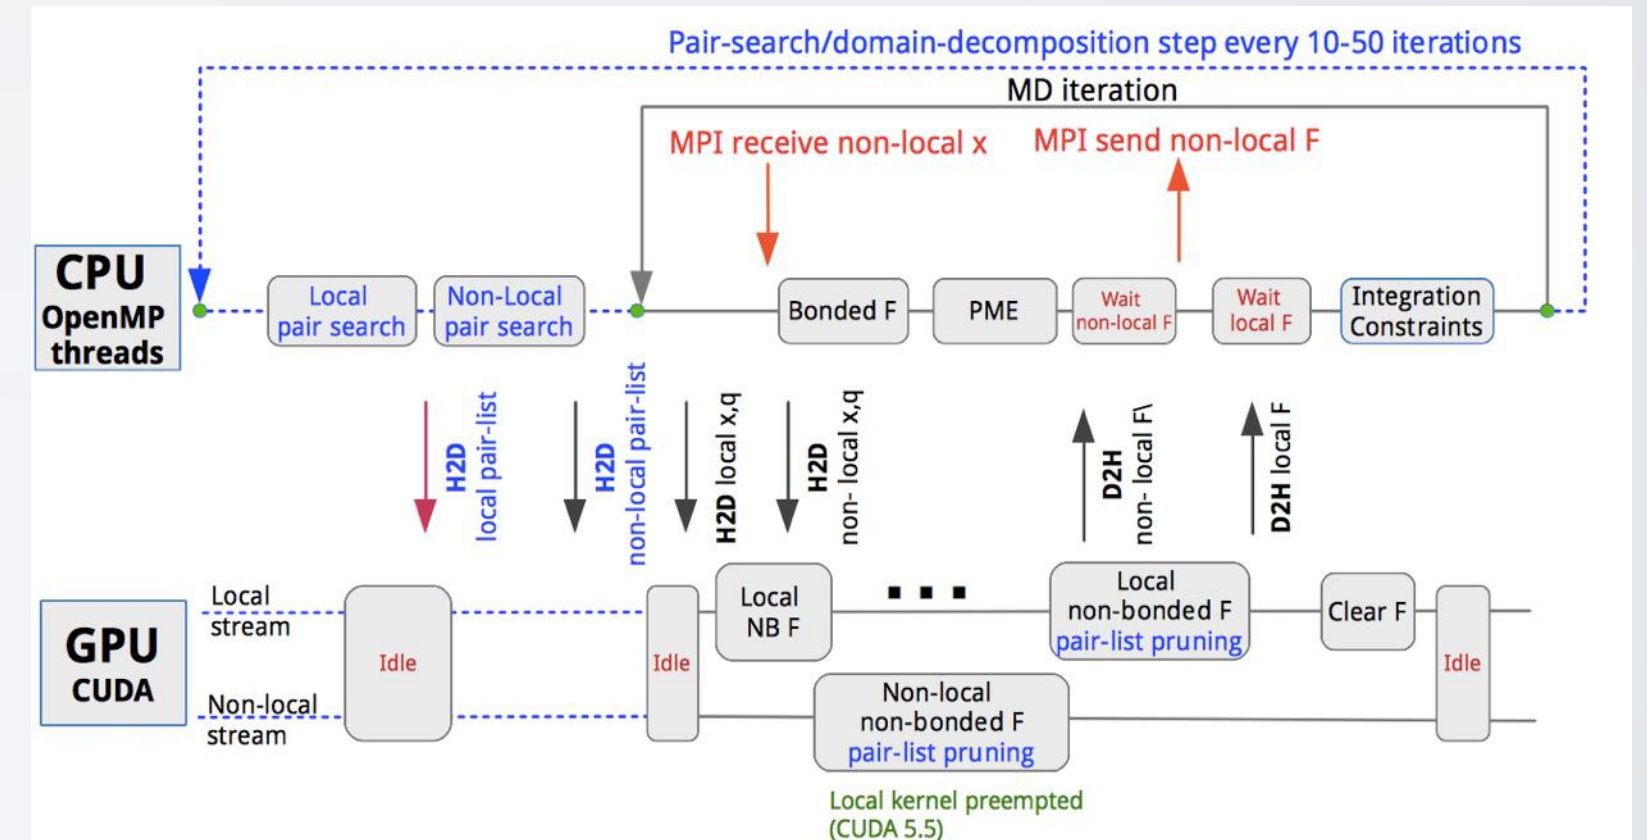 Pair-search/domain-decomposition step every 10-50 iterations
MD iteration
MPI receive non-local x
MPI send non-local F
CPU
OpenMP
threads
Local
pair search
Non-Local
pair search
Bonded F
PME
Wait
non-local F
Wait
local F
Integration
Constraints
H2D
local pair-list
H2D
non-local pair-list
H2D local x,q
H2D
non- local x,q
D2H
non- local F\
D2H local F
GPU
CUDA
Local
stream
Non-local
stream
Idle
Idle
Local
NB F
...
Non-local
non-bonded F
pair-list pruning
Local
non-bonded F
pair-list pruning
Clear F
Idle
Local kernel preempted
(CUDA 5.5)